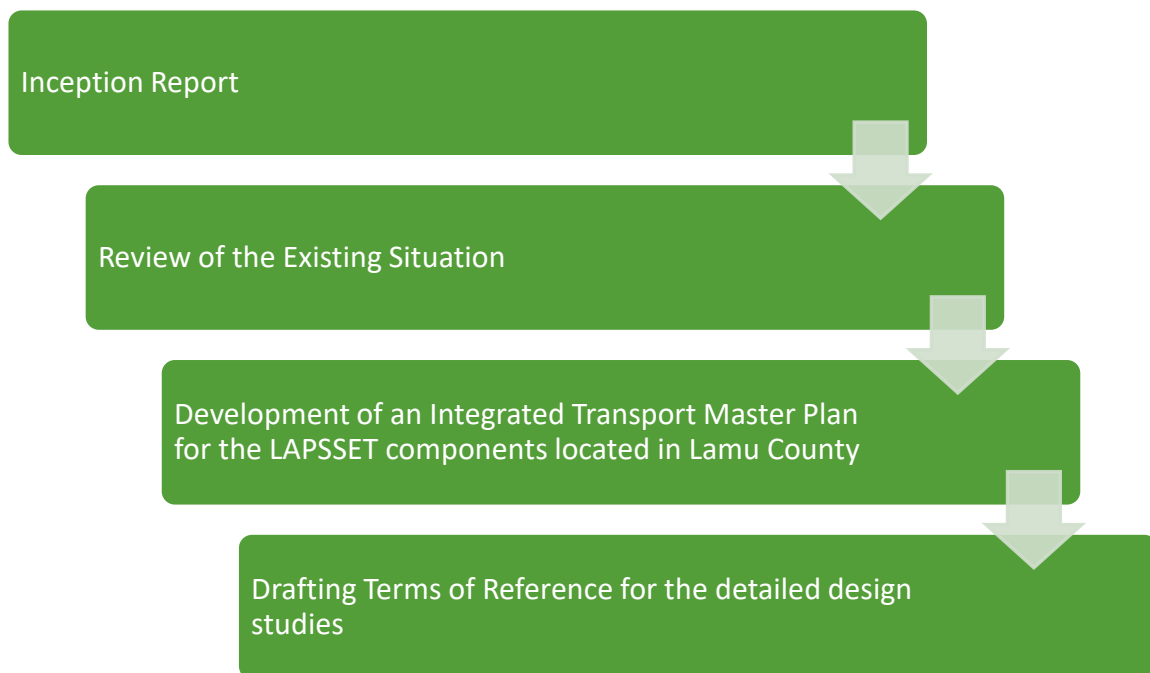 Inception Report
Review of the Existing Situation
Development of an Integrated Transport Master Plan
for the LAPSSET components located in Lamu County
Drafting Terms of Reference for the detailed design
studies